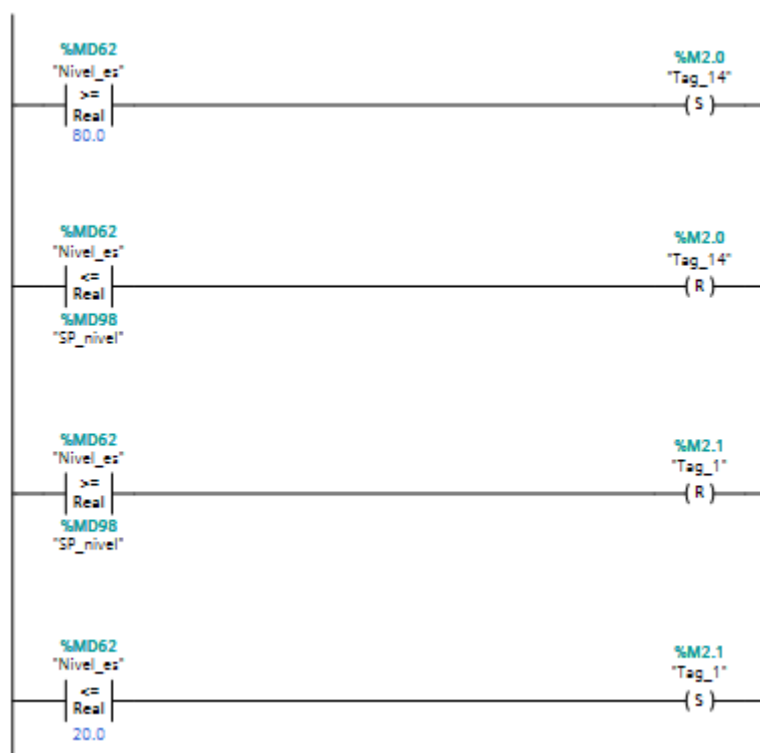 %MD62
"Nivel_es"
>=
Real
80.0
%M2.0
"Tag_14"
S
%MD62
"Nivel_es"
<=
Real
%MD98
"SP_nivel"
%M2.0
"Tag_14"
R
%MD62
"Nivel_es"
>=
Real
%MD98
"SP_nivel"
%M2.1
"Tag_1"
R
%MD62
"Nivel_es"
<=
Real
20.0
%M2.1
"Tag_1"
S